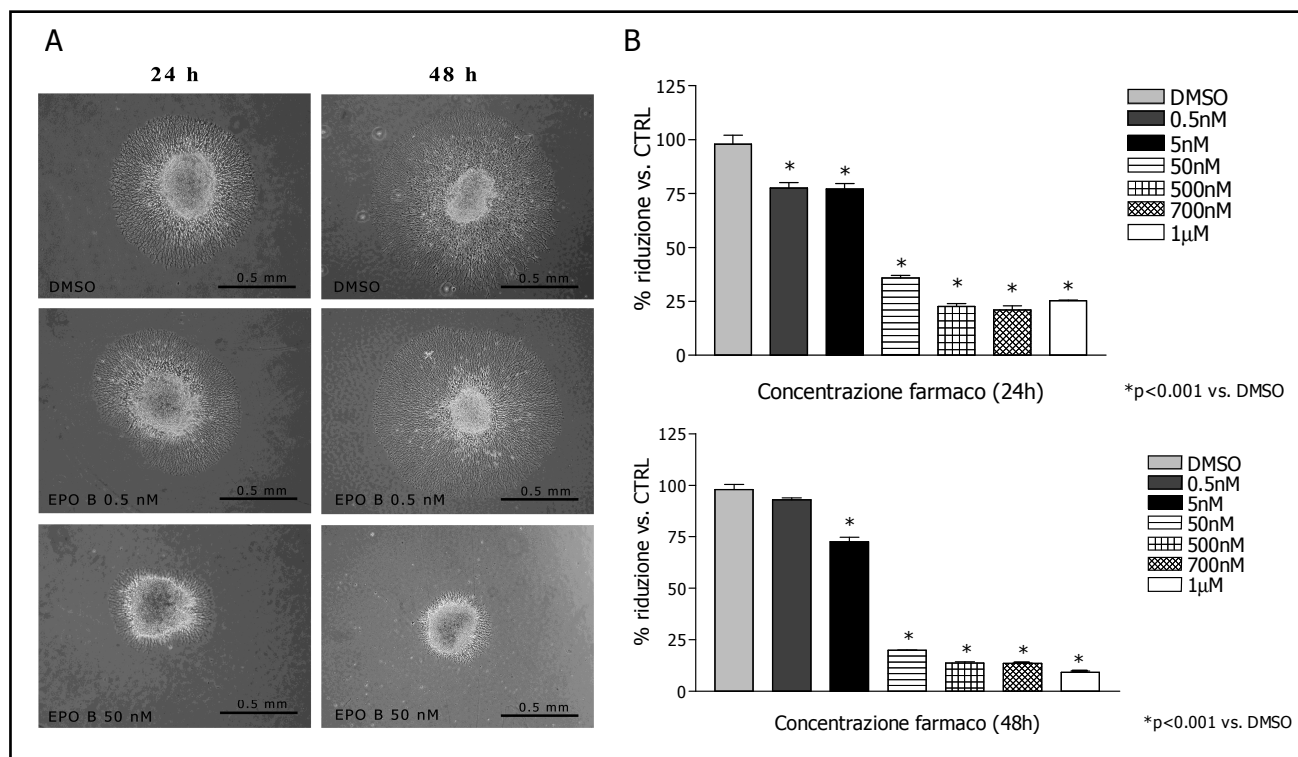 A
24 h
48 h
DMSO
0.5 mm
DMSO
0.5 mm
EPO B 0.5 nM
0.5 mm
EPO B 0.5 nM
0.5 mm
EPO B 50 nM
0.5 mm
EPO B 50 nM
0.5 mm
B
% riduzione vs. CTRL
125
100
75
50
25
0
*
*
*
*
*
*
DMSO
0.5nM
5nM
50nM
500nM
700nM
1µM
Concentrazione farmaco (24h)
*p<0.001 vs. DMSO
% riduzione vs. CTRL
125
100
75
50
25
0
*
*
*
*
*
DMSO
0.5nM
5nM
50nM
500nM
700nM
1µM
Concentrazione farmaco (48h)
*p<0.001 vs. DMSO